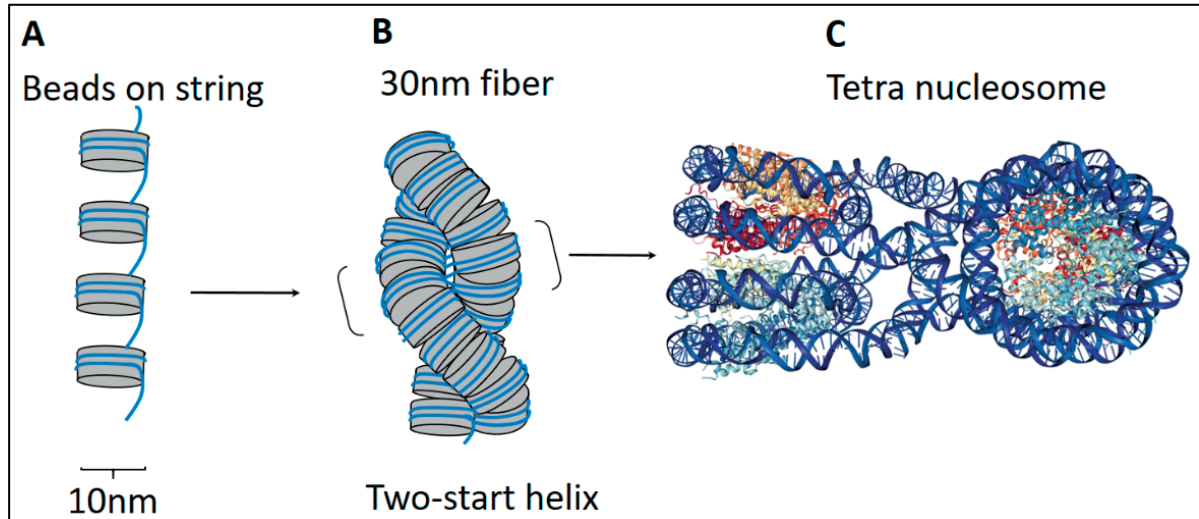 A
Beads on string
10nm
B
30nm fiber
Two-start helix
C
Tetra nucleosome